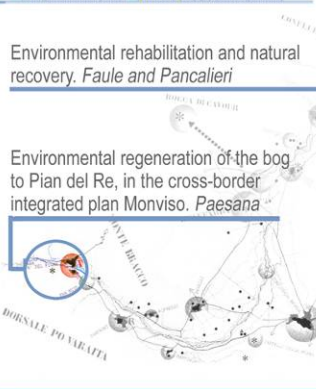 Environmental rehabilitation and natural
recovery. Faule and Pancalieri
ROCCA DI CAVOUR
Environmental regeneration of the bog
to Pian del Re, in the cross-border
integrated plan Monviso. Paesana
MONTE BRACCO
DORSALE PO VARAITA